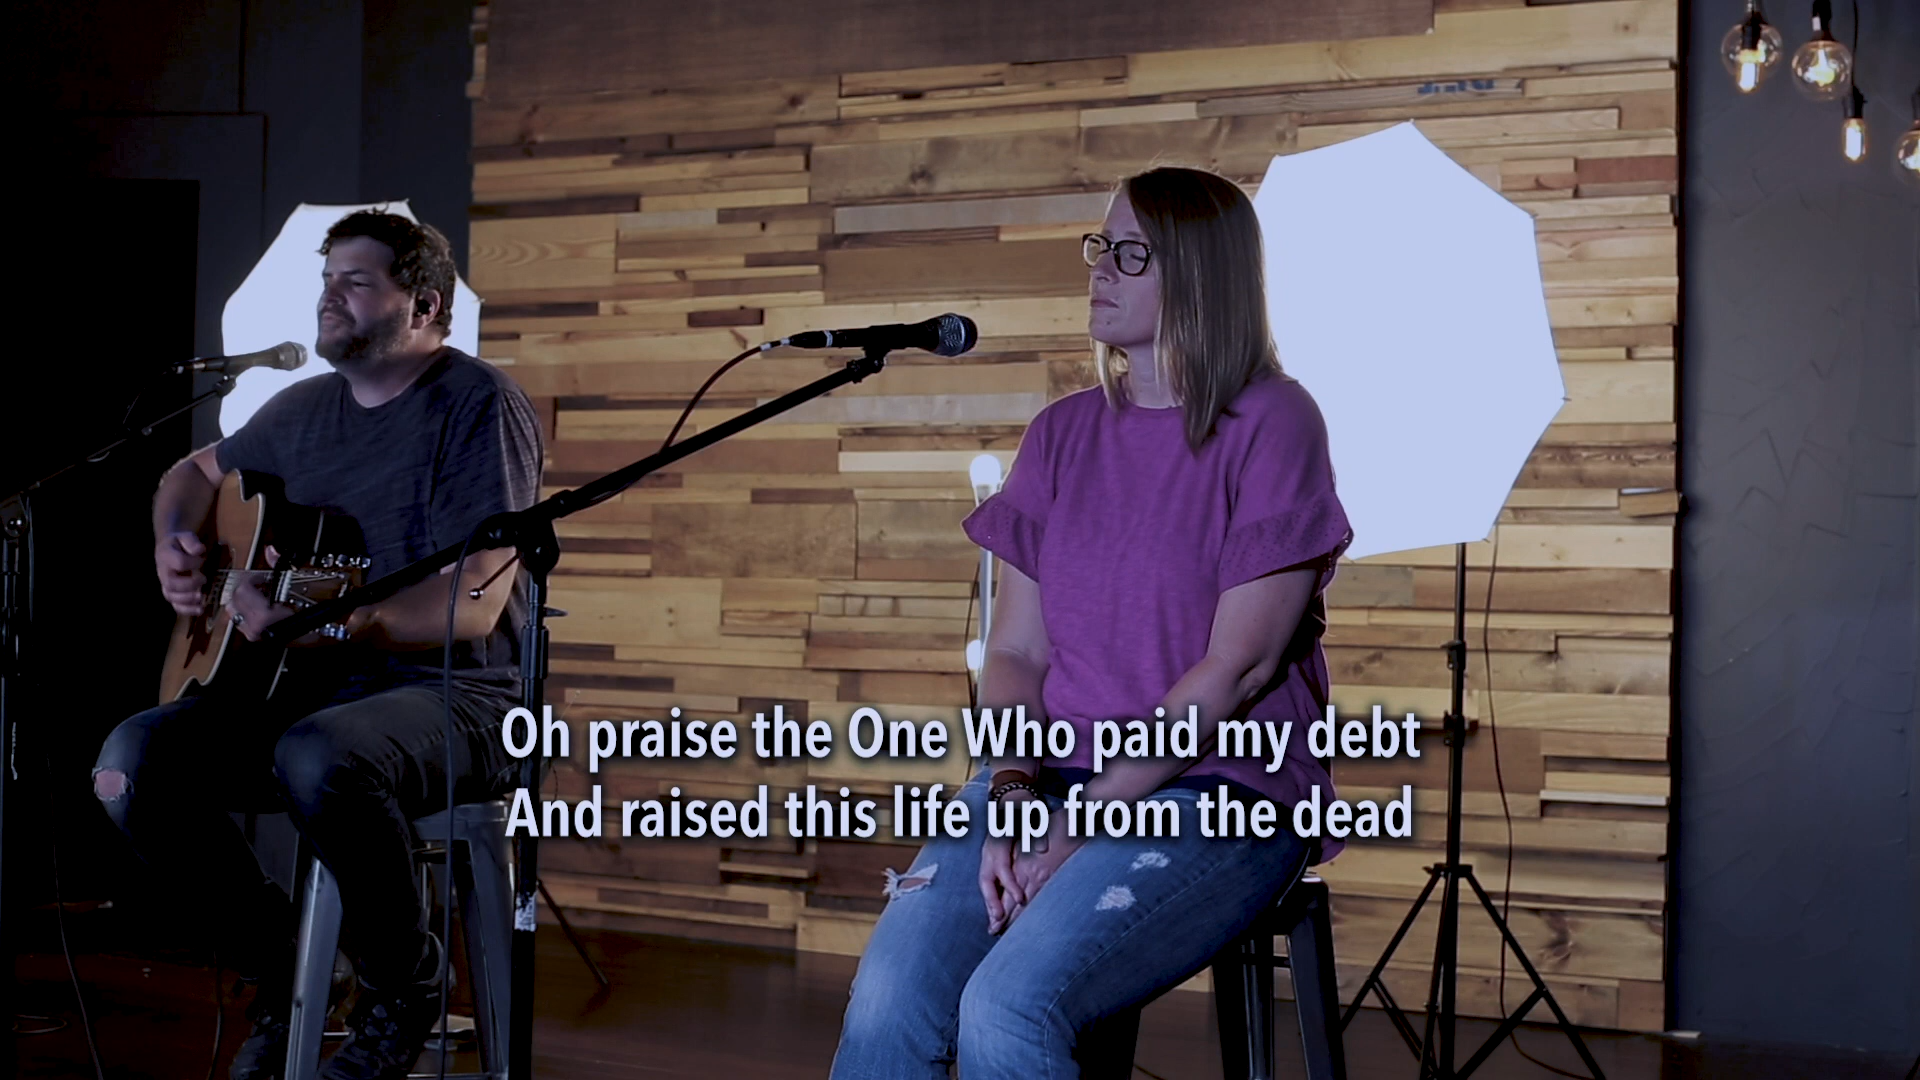 Oh praise the One Who paid my debt
And raised this life up from the dead